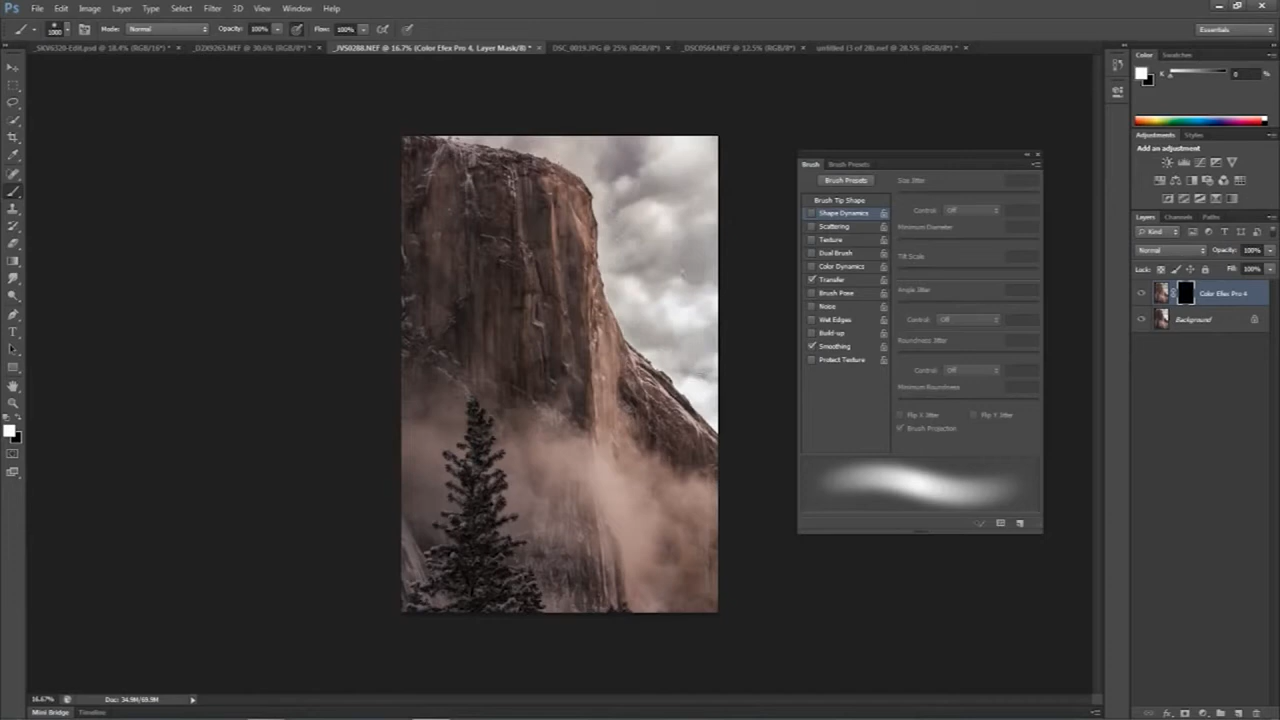 Ps File Edit Image Layer Type Select Filter 3D View Window Help
1000 Mode: Normal Opacity: 100% Flow: 100% Essentials
_SKV6320-Edit.psd @ 18.4% (RGB/16*) * × _D2X9263.NEF @ 30.6% (RGB/8*) * × _JVS0288.NEF @ 16.7% (Color Efex Pro 4, Layer Mask/8) * × DSC_0019.JPG @ 25% (RGB/8*) × _DSC0564.NEF @ 12.5% (RGB/8*) × untitled (3 of 28).nef @ 28.5% (RGB/8*) * ×
Color Swatches
K 0 %
Adjustments Styles
Add an adjustment
Layers Channels Paths
Kind
Normal Opacity: 100%
Lock: Fill: 100%
Color Efex Pro 4
Background
Brush Brush Presets
Brush Presets Size Jitter
Brush Tip Shape
Shape Dynamics Control: Off
Scattering Minimum Diameter
Texture
Dual Brush Tilt Scale
Color Dynamics
Transfer
Brush Pose Angle Jitter
Noise
Wet Edges Control: Off
Build-up
Smoothing Roundness Jitter
Protect Texture
Control: Off
Minimum Roundness
Flip X Jitter Flip Y Jitter
Brush Projection
16.67% Doc: 34.9M/69.9M
Mini Bridge Timeline